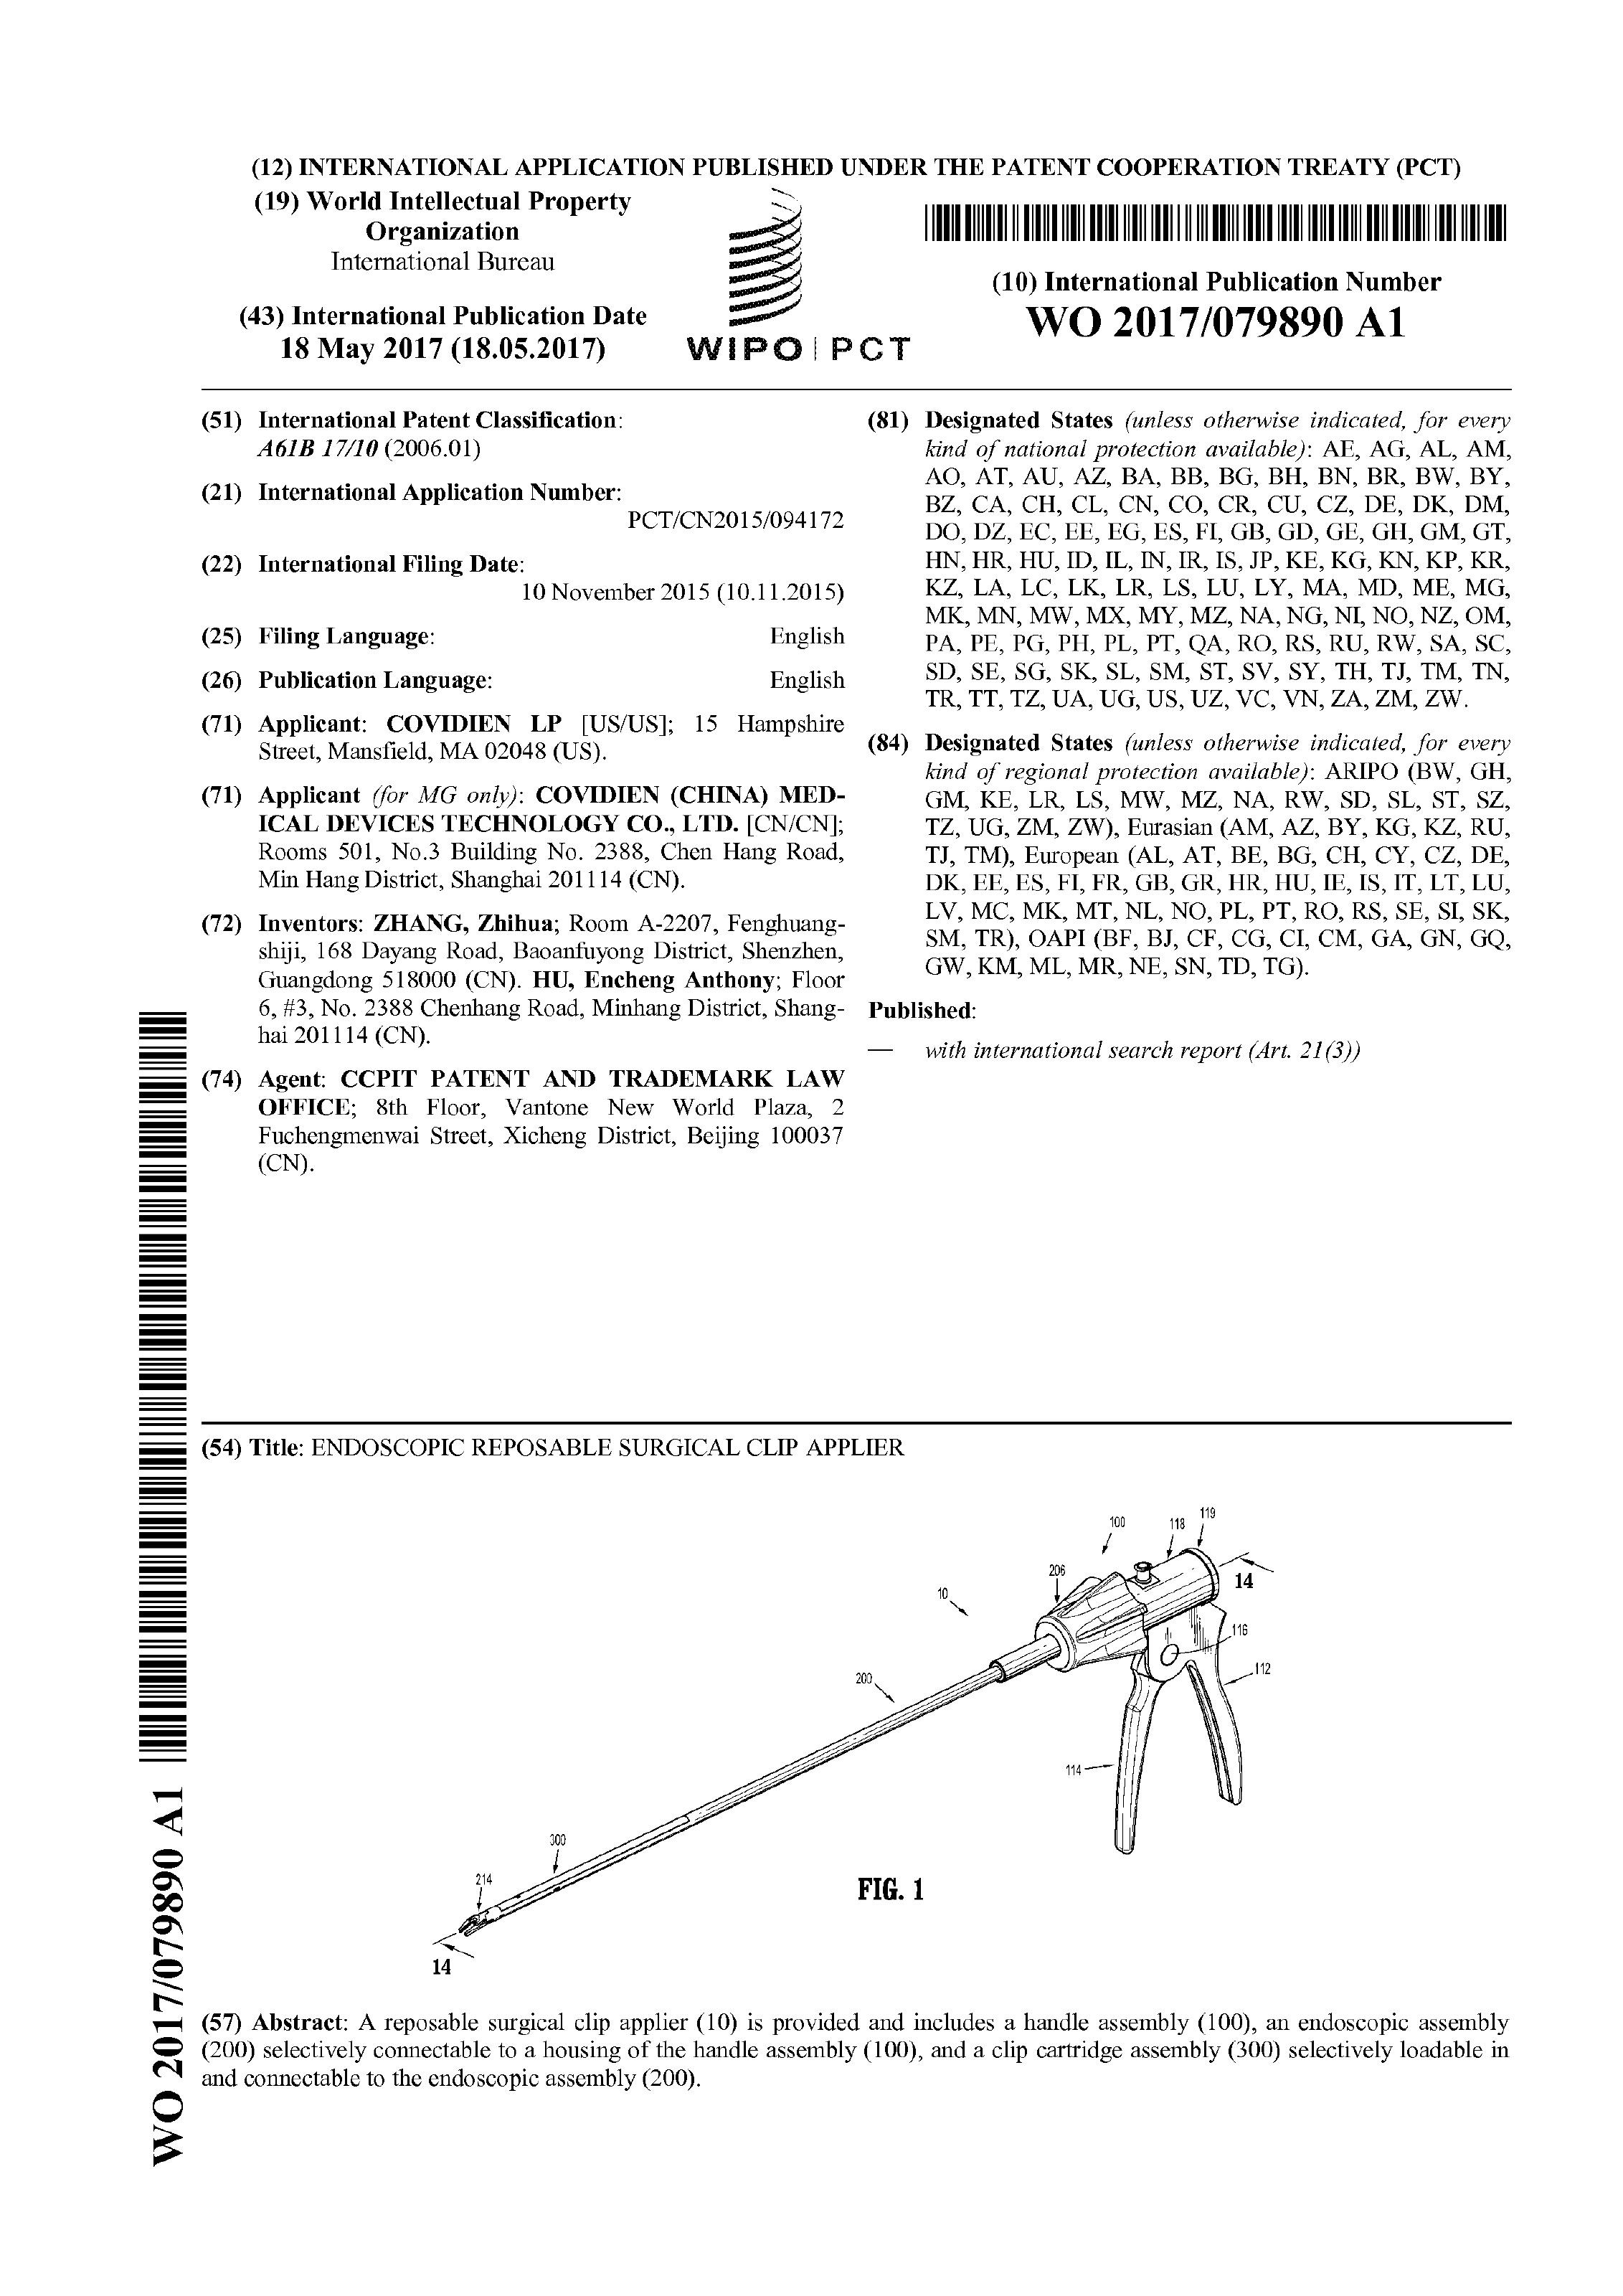 (12) INTERNATIONAL APPLICATION PUBLISHED UNDER THE PATENT COOPERATION TREATY (PCT)
(19) World Intellectual Property
Organization
International Bureau
(43) International Publication Date
18 May 2017 (18.05.2017)
WIPO | PCT
(10) International Publication Number
WO 2017/079890 A1
(51) International Patent Classification:
A61B 17/10 (2006.01)
(21) International Application Number:
PCT/CN2015/094172
(22) International Filing Date:
10 November 2015 (10.11.2015)
(25) Filing Language: English
(26) Publication Language: English
(71) Applicant: COVIDIEN LP [US/US]; 15 Hampshire
Street, Mansfield, MA 02048 (US).
(71) Applicant (for MG only): COVIDIEN (CHINA) MED-
ICAL DEVICES TECHNOLOGY CO., LTD. [CN/CN];
Rooms 501, No.3 Building No. 2388, Chen Hang Road,
Min Hang District, Shanghai 201114 (CN).
(72) Inventors: ZHANG, Zhihua; Room A-2207, Fenghuang-
shiji, 168 Dayang Road, Baoanfuyong District, Shenzhen,
Guangdong 518000 (CN). HU, Encheng Anthony; Floor
6, #3, No. 2388 Chenhang Road, Minhang District, Shang-
hai 201114 (CN).
(74) Agent: CCPIT PATENT AND TRADEMARK LAW
OFFICE; 8th Floor, Vantone New World Plaza, 2
Fuchengmenwai Street, Xicheng District, Beijing 100037
(CN).
(81) Designated States (unless otherwise indicated, for every
kind of national protection available): AE, AG, AL, AM,
AO, AT, AU, AZ, BA, BB, BG, BH, BN, BR, BW, BY,
BZ, CA, CH, CL, CN, CO, CR, CU, CZ, DE, DK, DM,
DO, DZ, EC, EE, EG, ES, FI, GB, GD, GE, GH, GM, GT,
HN, HR, HU, ID, IL, IN, IR, IS, JP, KE, KG, KN, KP, KR,
KZ, LA, LC, LK, LR, LS, LU, LY, MA, MD, ME, MG,
MK, MN, MW, MX, MY, MZ, NA, NG, NI, NO, NZ, OM,
PA, PE, PG, PH, PL, PT, QA, RO, RS, RU, RW, SA, SC,
SD, SE, SG, SK, SL, SM, ST, SV, SY, TH, TJ, TM, TN,
TR, TT, TZ, UA, UG, US, UZ, VC, VN, ZA, ZM, ZW.
(84) Designated States (unless otherwise indicated, for every
kind of regional protection available): ARIPO (BW, GH,
GM, KE, LR, LS, MW, MZ, NA, RW, SD, SL, ST, SZ,
TZ, UG, ZM, ZW), Eurasian (AM, AZ, BY, KG, KZ, RU,
TJ, TM), European (AL, AT, BE, BG, CH, CY, CZ, DE,
DK, EE, ES, FI, FR, GB, GR, HR, HU, IE, IS, IT, LT, LU,
LV, MC, MK, MT, NL, NO, PL, PT, RO, RS, SE, SI, SK,
SM, TR), OAPI (BF, BJ, CF, CG, CI, CM, GA, GN, GQ,
GW, KM, ML, MR, NE, SN, TD, TG).
Published:
— with international search report (Art. 21(3))
(54) Title: ENDOSCOPIC REPOSABLE SURGICAL CLIP APPLIER
119
100
118
206
14
10
116
112
200
114
300
214
FIG. 1
14
(57) Abstract: A reposable surgical clip applier (10) is provided and includes a handle assembly (100), an endoscopic assembly
(200) selectively connectable to a housing of the handle assembly (100), and a clip cartridge assembly (300) selectively loadable in
and connectable to the endoscopic assembly (200).
WO 2017/079890 A1